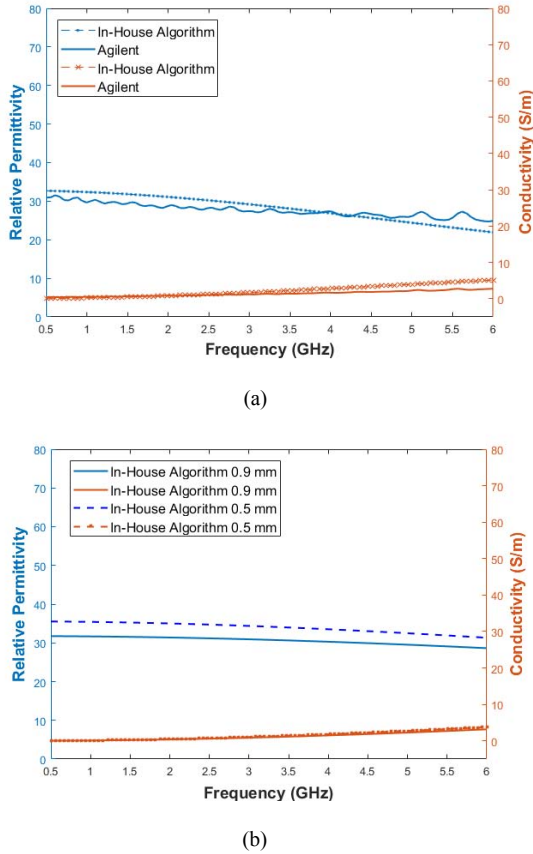 In-House Algorithm
Agilent
In-House Algorithm
Agilent
Relative Permittivity
80
70
60
50
40
30
20
10
0
Conductivity (S/m)
80
70
60
50
40
30
20
10
0
0.5 1 1.5 2 2.5 3 3.5 4 4.5 5 5.5 6
Frequency (GHz)
(a)
In-House Algorithm 0.9 mm
In-House Algorithm 0.9 mm
In-House Algorithm 0.5 mm
In-House Algorithm 0.5 mm
Relative Permittivity
80
70
60
50
40
30
20
10
0
Conductivity (S/m)
80
70
60
50
40
30
20
10
0
0.5 1 1.5 2 2.5 3 3.5 4 4.5 5 5.5 6
Frequency (GHz)
(b)